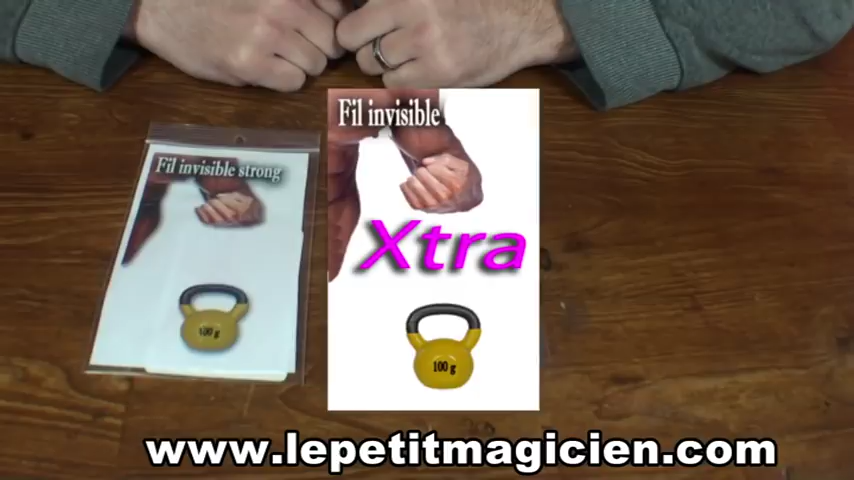 Fil invisible strong
100 g
Fil invisible
Xtra
100 g
www.lepetitmagicien.com